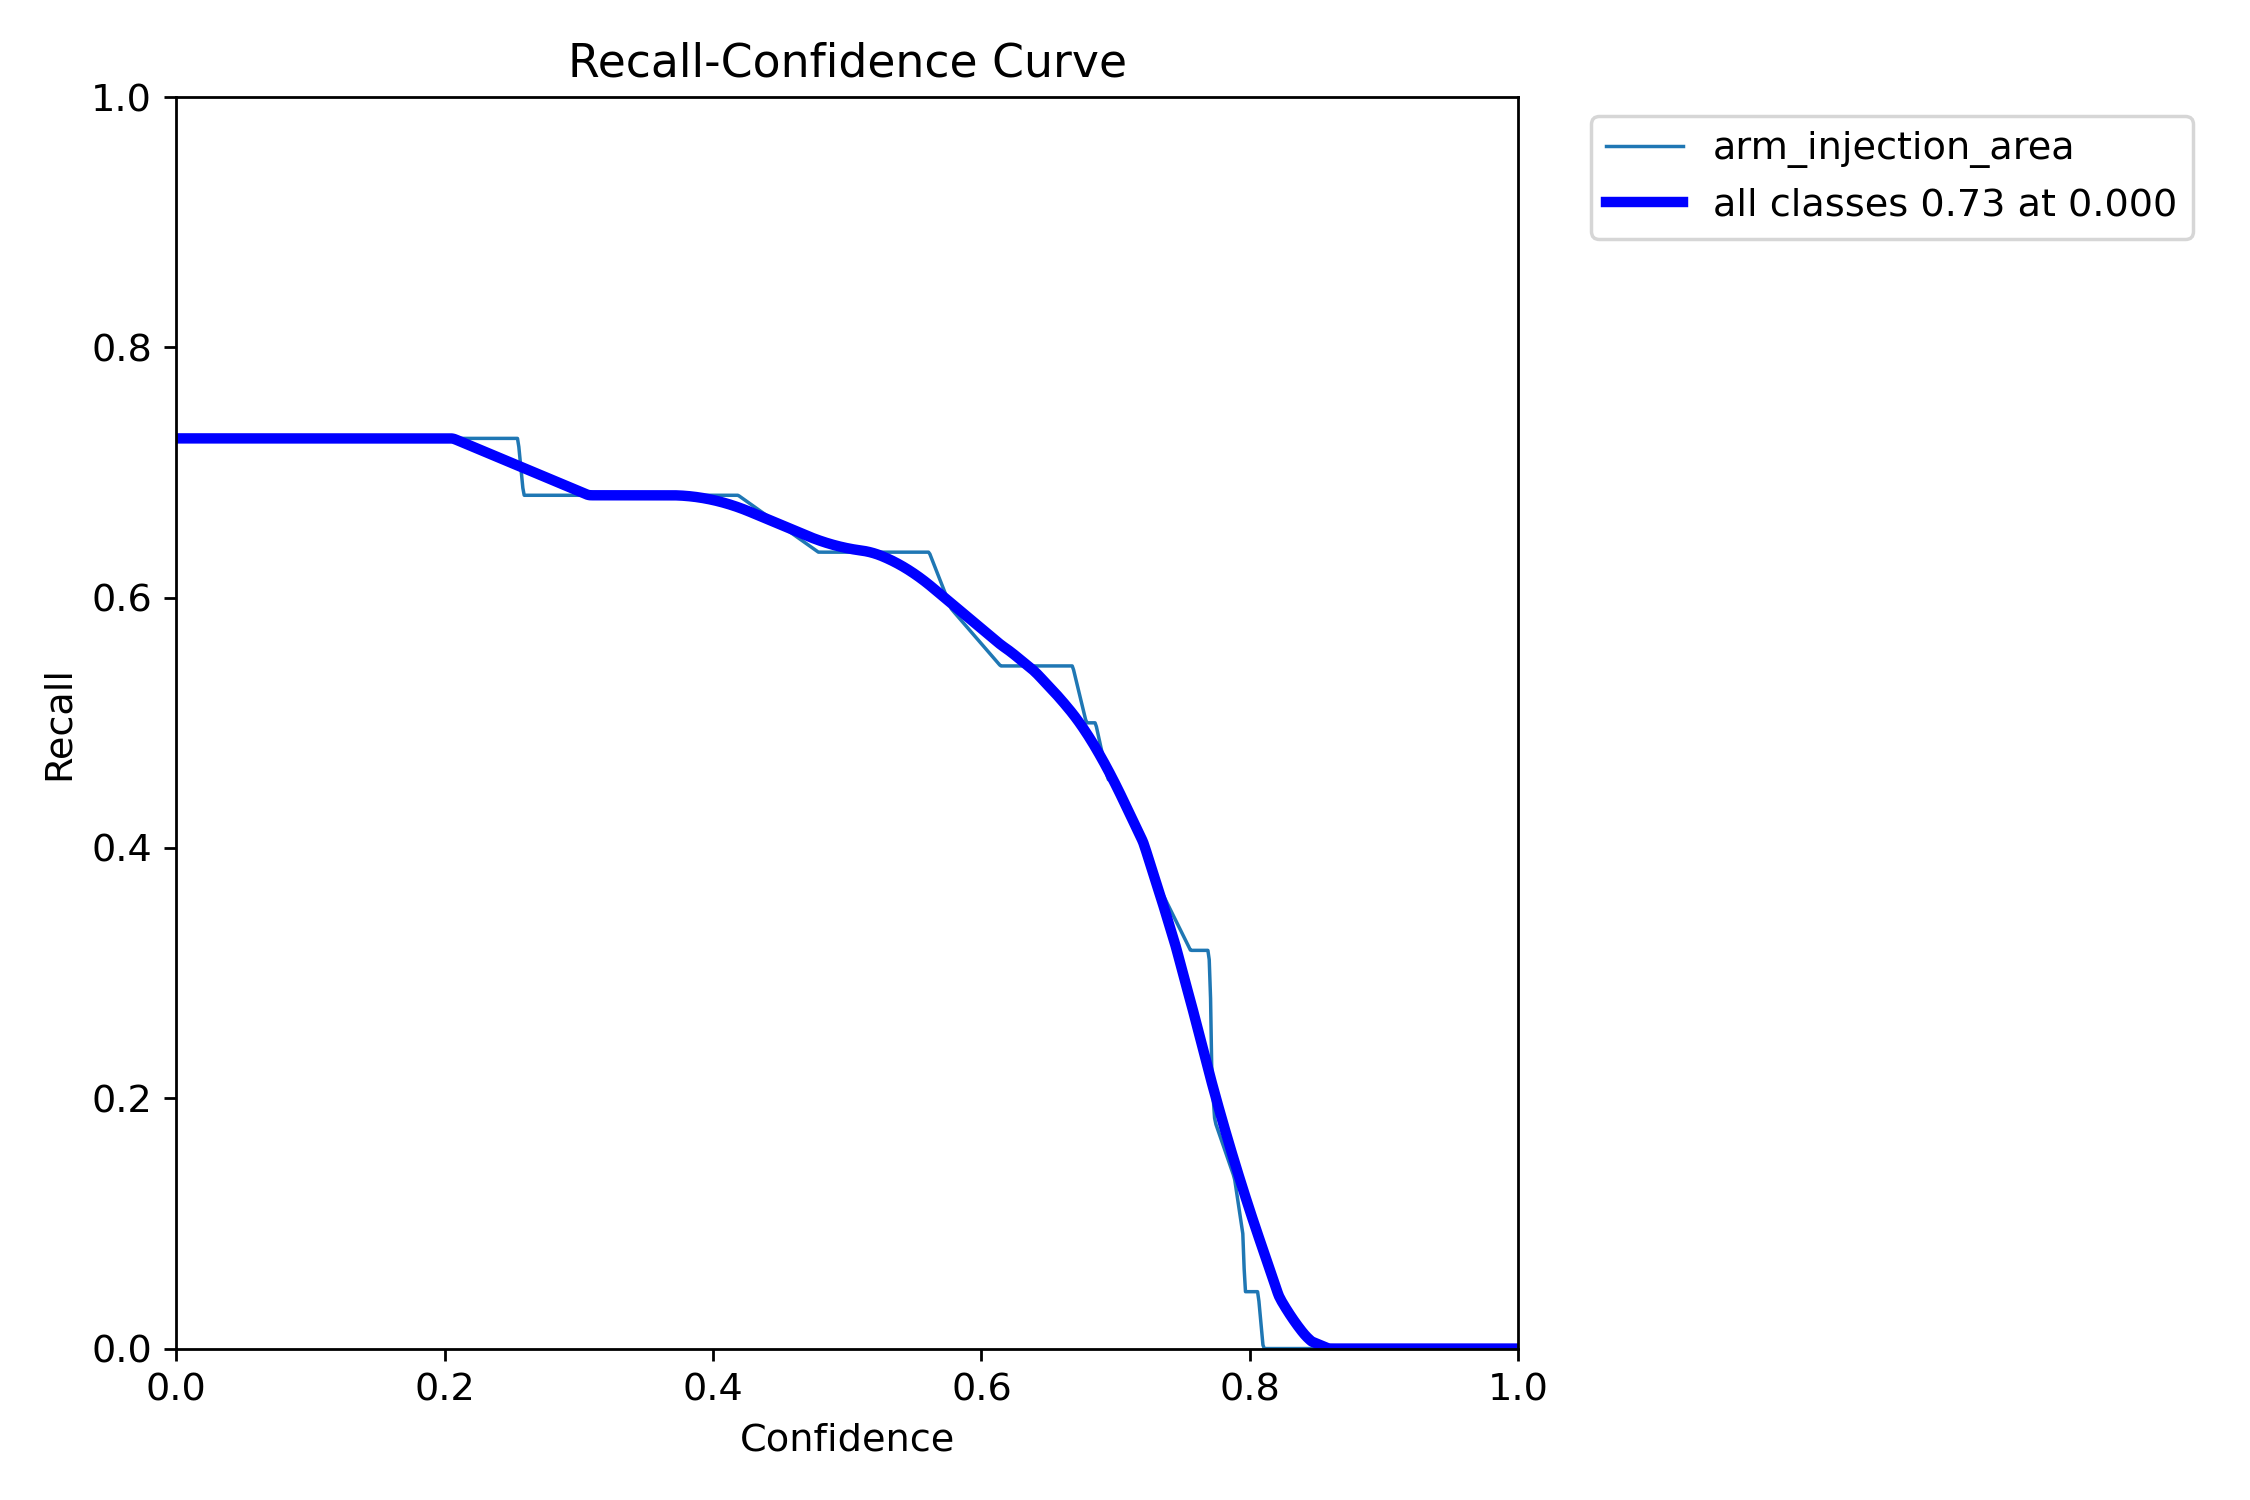 Recall-Confidence Curve
1.0
0.8
0.6
0.4
0.2
0.0
Recall
0.0 0.2 0.4 0.6 0.8 1.0
Confidence
arm_injection_area
all classes 0.73 at 0.000